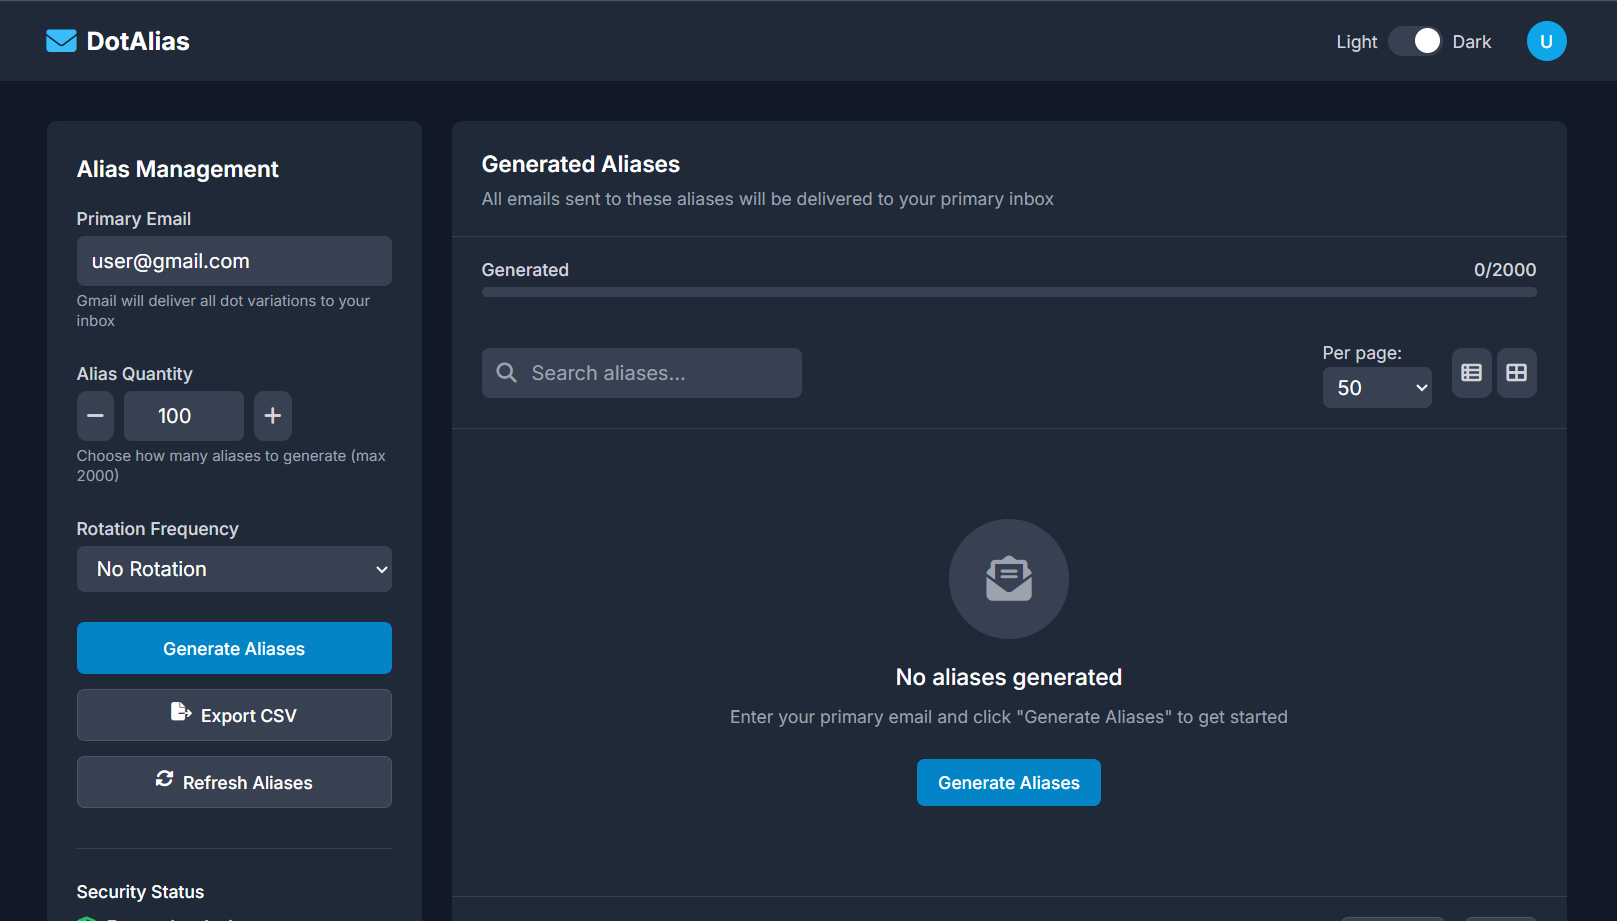 DotAlias
Light
Dark
U
Alias Management
Primary Email
user@gmail.com
Gmail will deliver all dot variations to your
inbox
Alias Quantity
100
Choose how many aliases to generate (max
2000)
Rotation Frequency
No Rotation
Generate Aliases
Export CSV
Refresh Aliases
Security Status
Generated Aliases
All emails sent to these aliases will be delivered to your primary inbox
Generated
0/2000
Search aliases...
Per page:
50
No aliases generated
Enter your primary email and click "Generate Aliases" to get started
Generate Aliases